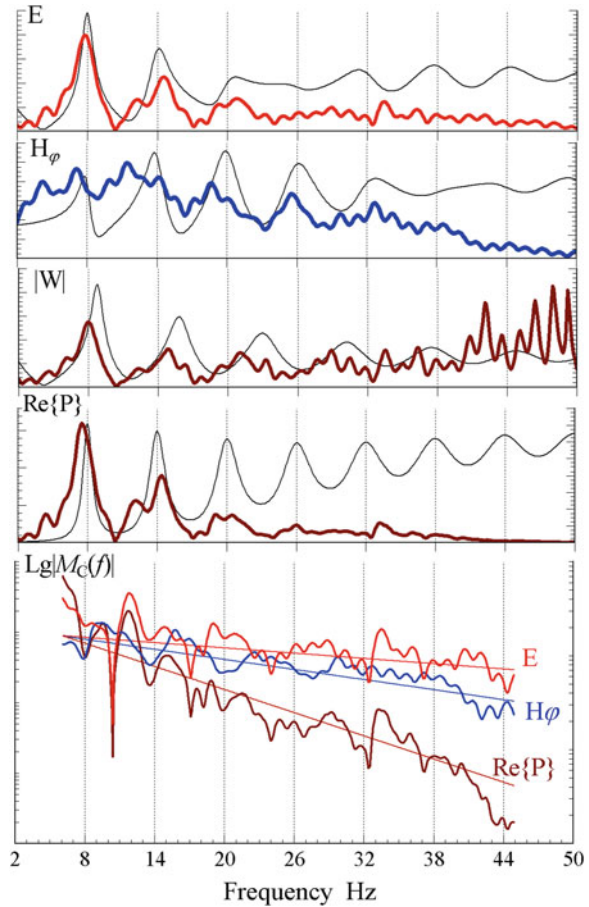 E
Hφ
|W|
Re{P}
Lg|M_C(f)|
E
Hφ
Re{P}
2 8 14 20 26 32 38 44 50
Frequency Hz